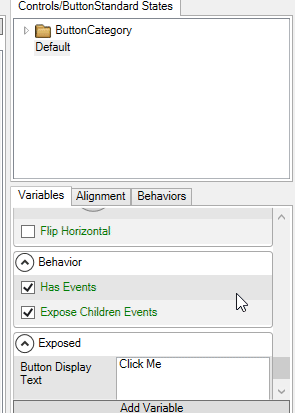 Controls/ButtonStandard States
ButtonCategory
Default
Variables Alignment Behaviors
Flip Horizontal
Behavior
Has Events
Expose Children Events
Exposed
Button Display Text
Click Me
Add Variable